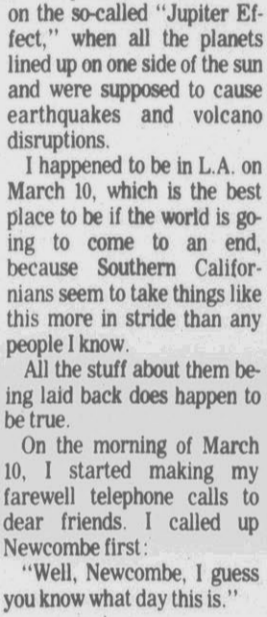 on the so-called "Jupiter Ef-
fect," when all the planets
lined up on one side of the sun
and were supposed to cause
earthquakes and volcano
disruptions.
I happened to be in L.A. on
March 10, which is the best
place to be if the world is go-
ing to come to an end,
because Southern Califor-
nians seem to take things like
this more in stride than any
people I know.
All the stuff about them be-
ing laid back does happen to
be true.
On the morning of March
10, I started making my
farewell telephone calls to
dear friends. I called up
Newcombe first:
"Well, Newcombe, I guess
you know what day this is."